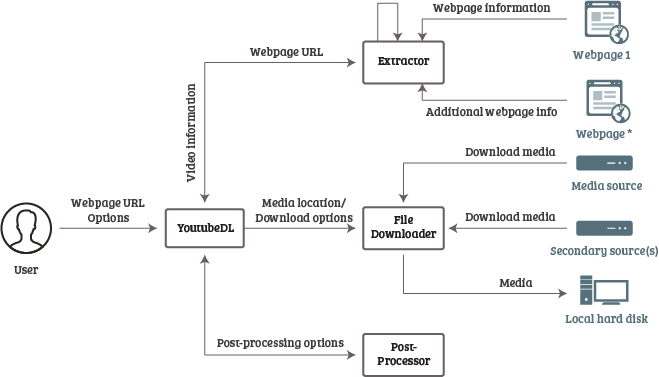 Webpage information
Webpage URL
Extractor
Webpage 1
Additional webpage info
Webpage *
Video information
Download media
Media source
Webpage URL
Options
Media location/
Download options
Download media
User
YoutubeDL
File
Downloader
Secondary source(s)
Media
Local hard disk
Post-processing options
Post-
Processor